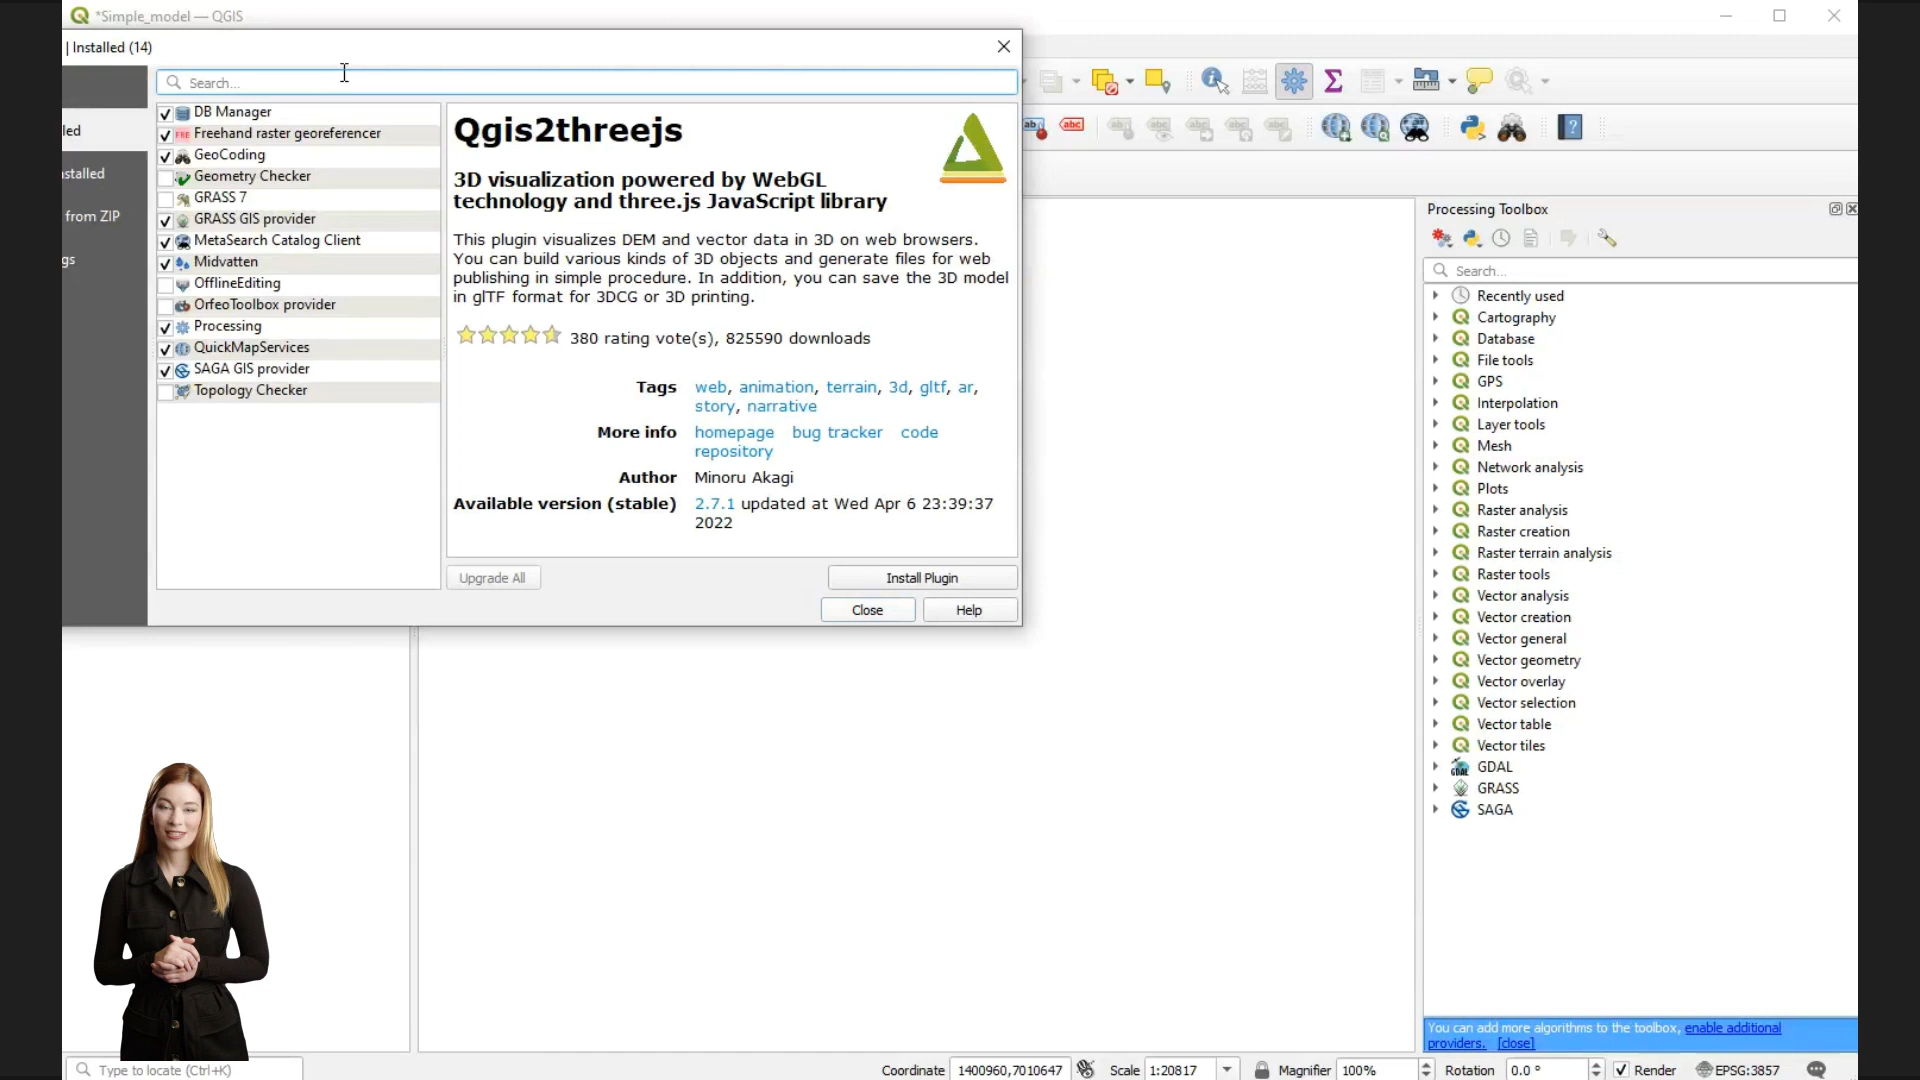 *Simple_model — QGIS
| Installed (14)
Search...
led
nstalled
from ZIP
gs
DB Manager
FRE Freehand raster georeferencer
GeoCoding
Geometry Checker
GRASS 7
GRASS GIS provider
MetaSearch Catalog Client
Midvatten
OfflineEditing
OrfeoToolbox provider
Processing
QuickMapServices
SAGA GIS provider
Topology Checker
Qgis2threejs
3D visualization powered by WebGL
technology and three.js JavaScript library
This plugin visualizes DEM and vector data in 3D on web browsers.
You can build various kinds of 3D objects and generate files for web
publishing in simple procedure. In addition, you can save the 3D model
in glTF format for 3DCG or 3D printing.
380 rating vote(s), 825590 downloads
Tags web, animation, terrain, 3d, gltf, ar,
story, narrative
More info homepage bug tracker code
repository
Author Minoru Akagi
Available version (stable) 2.7.1 updated at Wed Apr 6 23:39:37
2022
Upgrade All
Install Plugin
Close
Help
ab
abc
Processing Toolbox
Search...
Recently used
Cartography
Database
File tools
GPS
Interpolation
Layer tools
Mesh
Network analysis
Plots
Raster analysis
Raster creation
Raster terrain analysis
Raster tools
Vector analysis
Vector creation
Vector general
Vector geometry
Vector overlay
Vector selection
Vector table
Vector tiles
GDAL GDAL
GRASS
SAGA
You can add more algorithms to the toolbox, enable additional
providers. [close]
Type to locate (Ctrl+K)
Coordinate 1400960,7010647 Scale 1:20817 Magnifier 100% Rotation 0.0 ° Render EPSG:3857